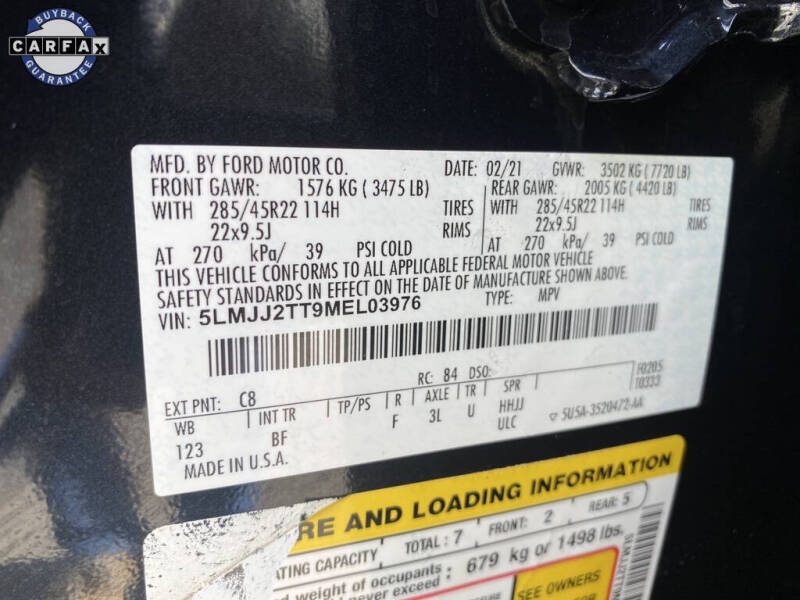 BUYBACK
CARFAX
GUARANTEE
MFD. BY FORD MOTOR CO. DATE: 02/21 GVWR: 3502 KG ( 7720 LB)
FRONT GAWR: 1576 KG ( 3475 LB) REAR GAWR: 2005 KG ( 4420 LB)
WITH 285/45R22 114H TIRES WITH 285/45R22 114H TIRES
22x9.5J RIMS 22x9.5J RIMS
AT 270 kPa/ 39 PSI COLD AT 270 kPa/ 39 PSI COLD
THIS VEHICLE CONFORMS TO ALL APPLICABLE FEDERAL MOTOR VEHICLE
SAFETY STANDARDS IN EFFECT ON THE DATE OF MANUFACTURE SHOWN ABOVE.
VIN: 5LMJJ2TT9MEL03976 TYPE: MPV
F0205
T0333
RC: 84 DSO:
EXT PNT: C8
WB INT TR TP/PS R AXLE TR SPR
123 BF F 3L U HHJJ
ULC
5U5A-3520472-AA
MADE IN U.S.A.
RE AND LOADING INFORMATION
TING CAPACITY TOTAL: 7 FRONT: 2 REAR: 5
d weight of occupants
never exceed : 679 kg or 1498 lbs.
SEE OWNERS